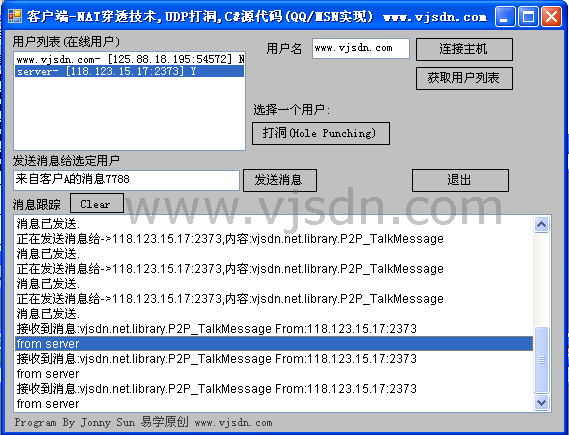 客户端-NAT穿透技术,UDP打洞,C#源代码(QQ/MSN实现) www.vjsdn.com
用户列表(在线用户)
www.vjsdn.com- [125.88.18.195:54572] N
server- [118.123.15.17:2373] Y
用户名
www.vjsdn.com
连接主机
获取用户列表
选择一个用户:
打洞(Hole Punching)
发送消息给选定用户
来自客户A的消息7788
发送消息
退出
消息跟踪
Clear
www.vjsdn.com
消息已发送.
正在发送消息给->118.123.15.17:2373,内容:vjsdn.net.library.P2P_TalkMessage
消息已发送.
正在发送消息给->118.123.15.17:2373,内容:vjsdn.net.library.P2P_TalkMessage
消息已发送.
正在发送消息给->118.123.15.17:2373,内容:vjsdn.net.library.P2P_TalkMessage
消息已发送.
接收到消息:vjsdn.net.library.P2P_TalkMessage From:118.123.15.17:2373
from server
接收到消息:vjsdn.net.library.P2P_TalkMessage From:118.123.15.17:2373
from server
接收到消息:vjsdn.net.library.P2P_TalkMessage From:118.123.15.17:2373
from server
Program By Jonny Sun 易学原创 www.vjsdn.com